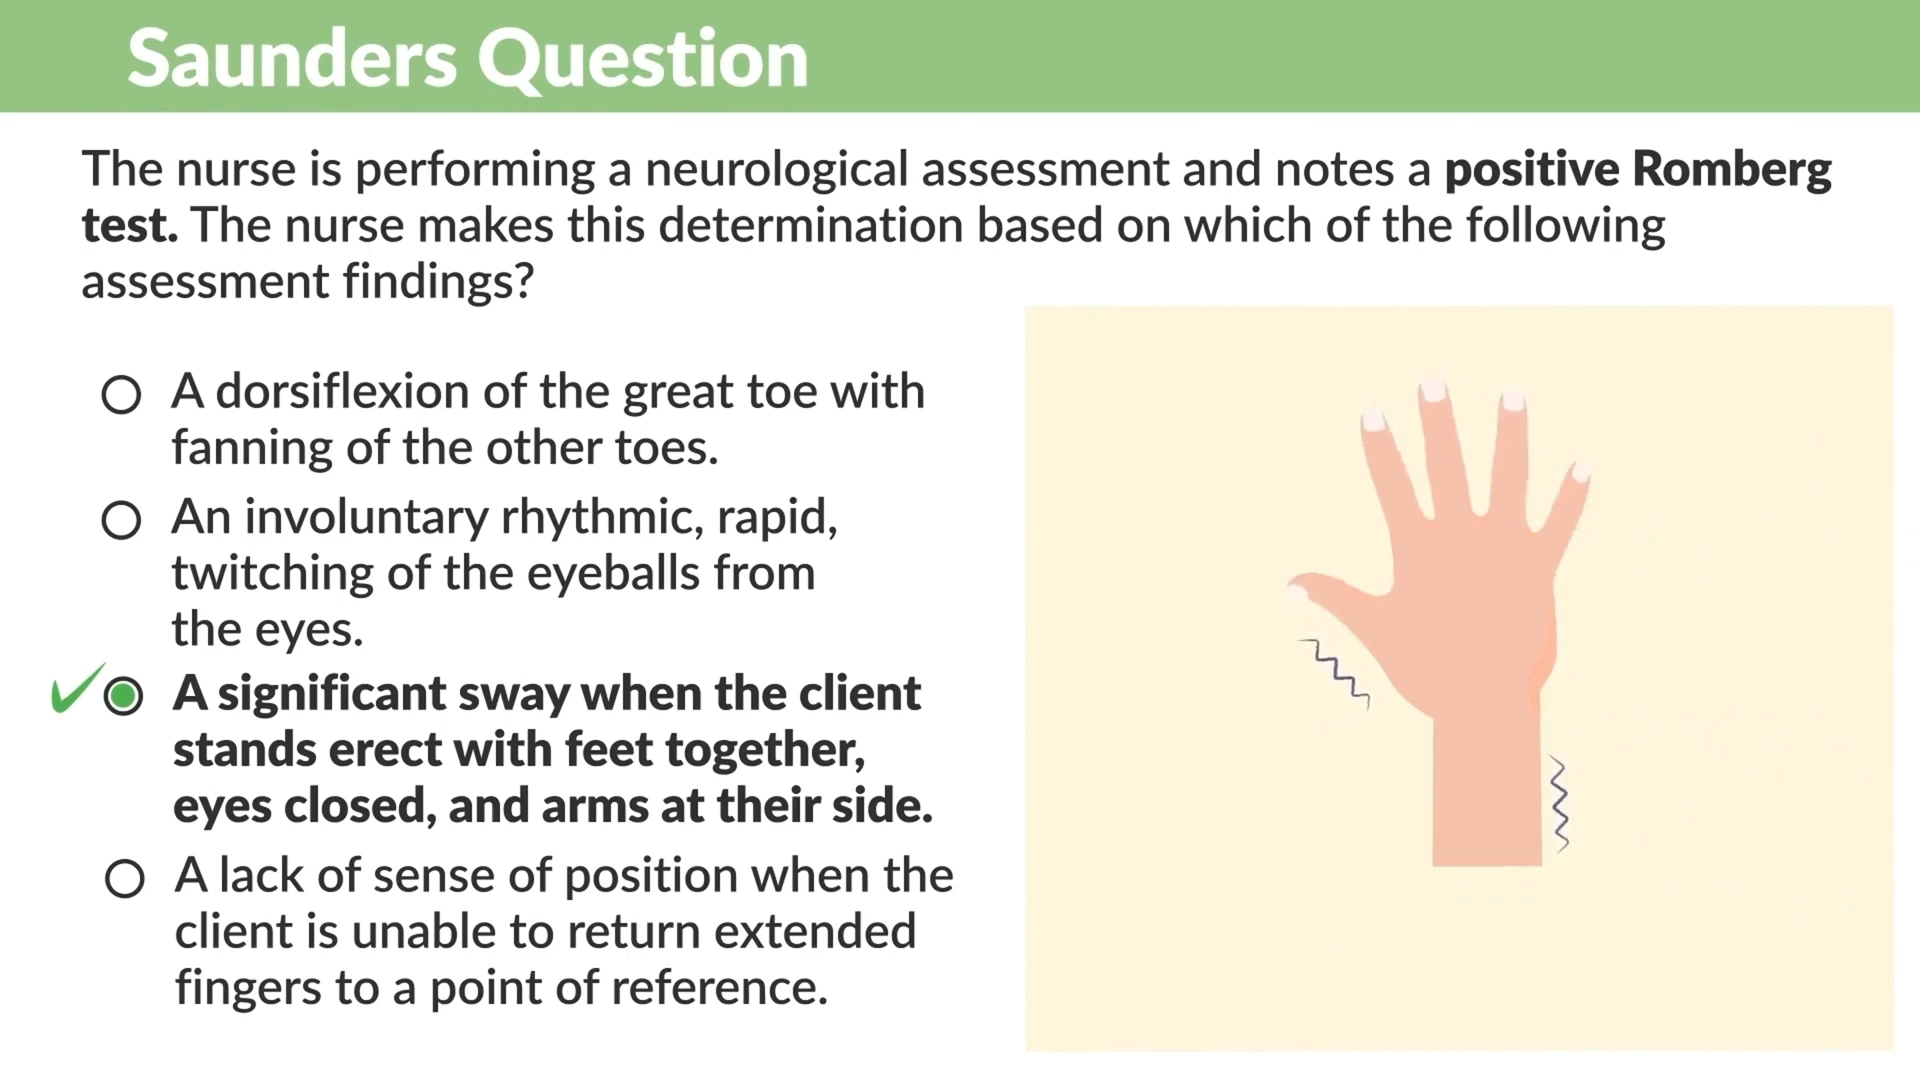 Saunders Question
The nurse is performing a neurological assessment and notes a positive Romberg
test. The nurse makes this determination based on which of the following
assessment findings?
A dorsiflexion of the great toe with
fanning of the other toes.
An involuntary rhythmic, rapid,
twitching of the eyeballs from
the eyes.
A significant sway when the client
stands erect with feet together,
eyes closed, and arms at their side.
A lack of sense of position when the
client is unable to return extended
fingers to a point of reference.